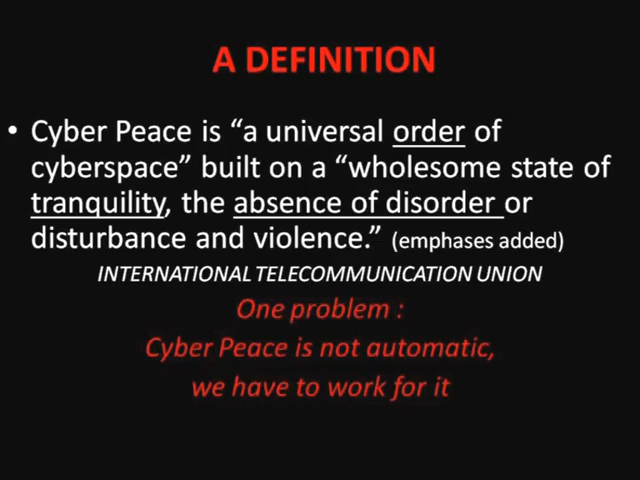 A DEFINITION
• Cyber Peace is “a universal order of
cyberspace” built on a “wholesome state of
tranquility, the absence of disorder or
disturbance and violence.” (emphases added)
INTERNATIONAL TELECOMMUNICATION UNION
One problem :
Cyber Peace is not automatic,
we have to work for it